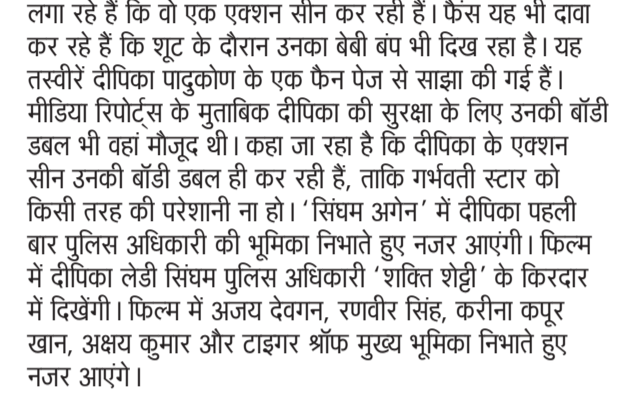 लगा रहे हैं कि वो एक एक्शन सीन कर रही हैं। फैंस यह भी दावा
कर रहे हैं कि शूट के दौरान उनका बेबी बंप भी दिख रहा है। यह
तस्वीरें दीपिका पादुकोण के एक फैन पेज से साझा की गई हैं।
मीडिया रिपोर्ट्स के मुताबिक दीपिका की सुरक्षा के लिए उनकी बॉडी
डबल भी वहां मौजूद थी। कहा जा रहा है कि दीपिका के एक्शन
सीन उनकी बॉडी डबल ही कर रही हैं, ताकि गर्भवती स्टार को
किसी तरह की परेशानी ना हो। ‘सिंघम अगेन’ में दीपिका पहली
बार पुलिस अधिकारी की भूमिका निभाते हुए नजर आएंगी। फिल्म
में दीपिका लेडी सिंघम पुलिस अधिकारी ‘शक्ति शेट्टी’ के किरदार
में दिखेंगी। फिल्म में अजय देवगन, रणवीर सिंह, करीना कपूर
खान, अक्षय कुमार और टाइगर श्रॉफ मुख्य भूमिका निभाते हुए
नजर आएंगे।